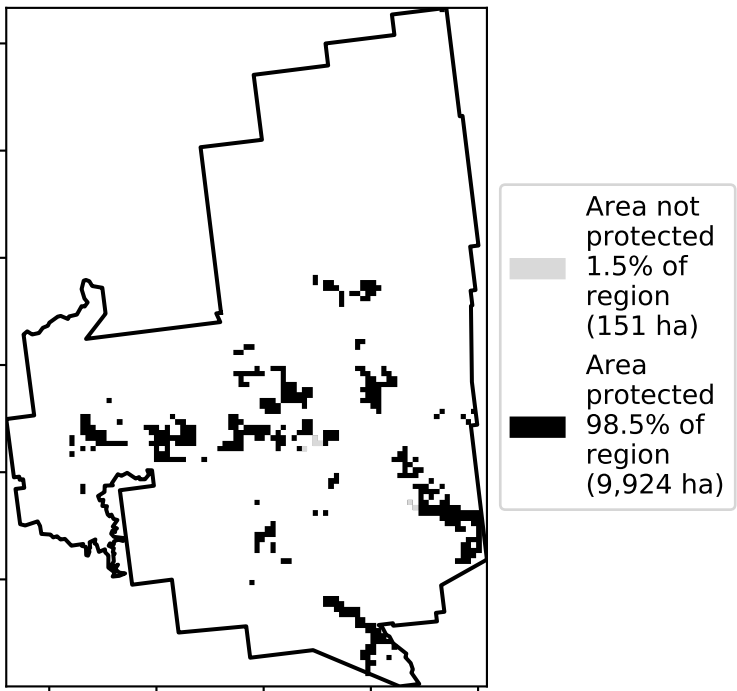 Area not
protected
1.5% of
region
(151 ha)
Area
protected
98.5% of
region
(9,924 ha)